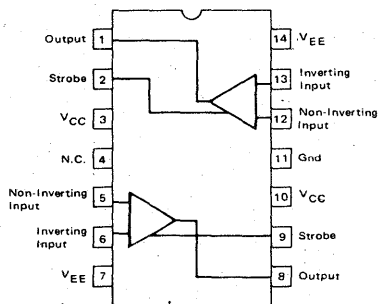 Output 1
Strobe 2
VCC 3
N.C. 4
Non-Inverting
Input
5
Inverting
Input
6
VEE 7
14 VEE
13 Inverting
Input
12 Non-Inverting
Input
11 Gnd
10 VCC
9 Strobe
8 Output